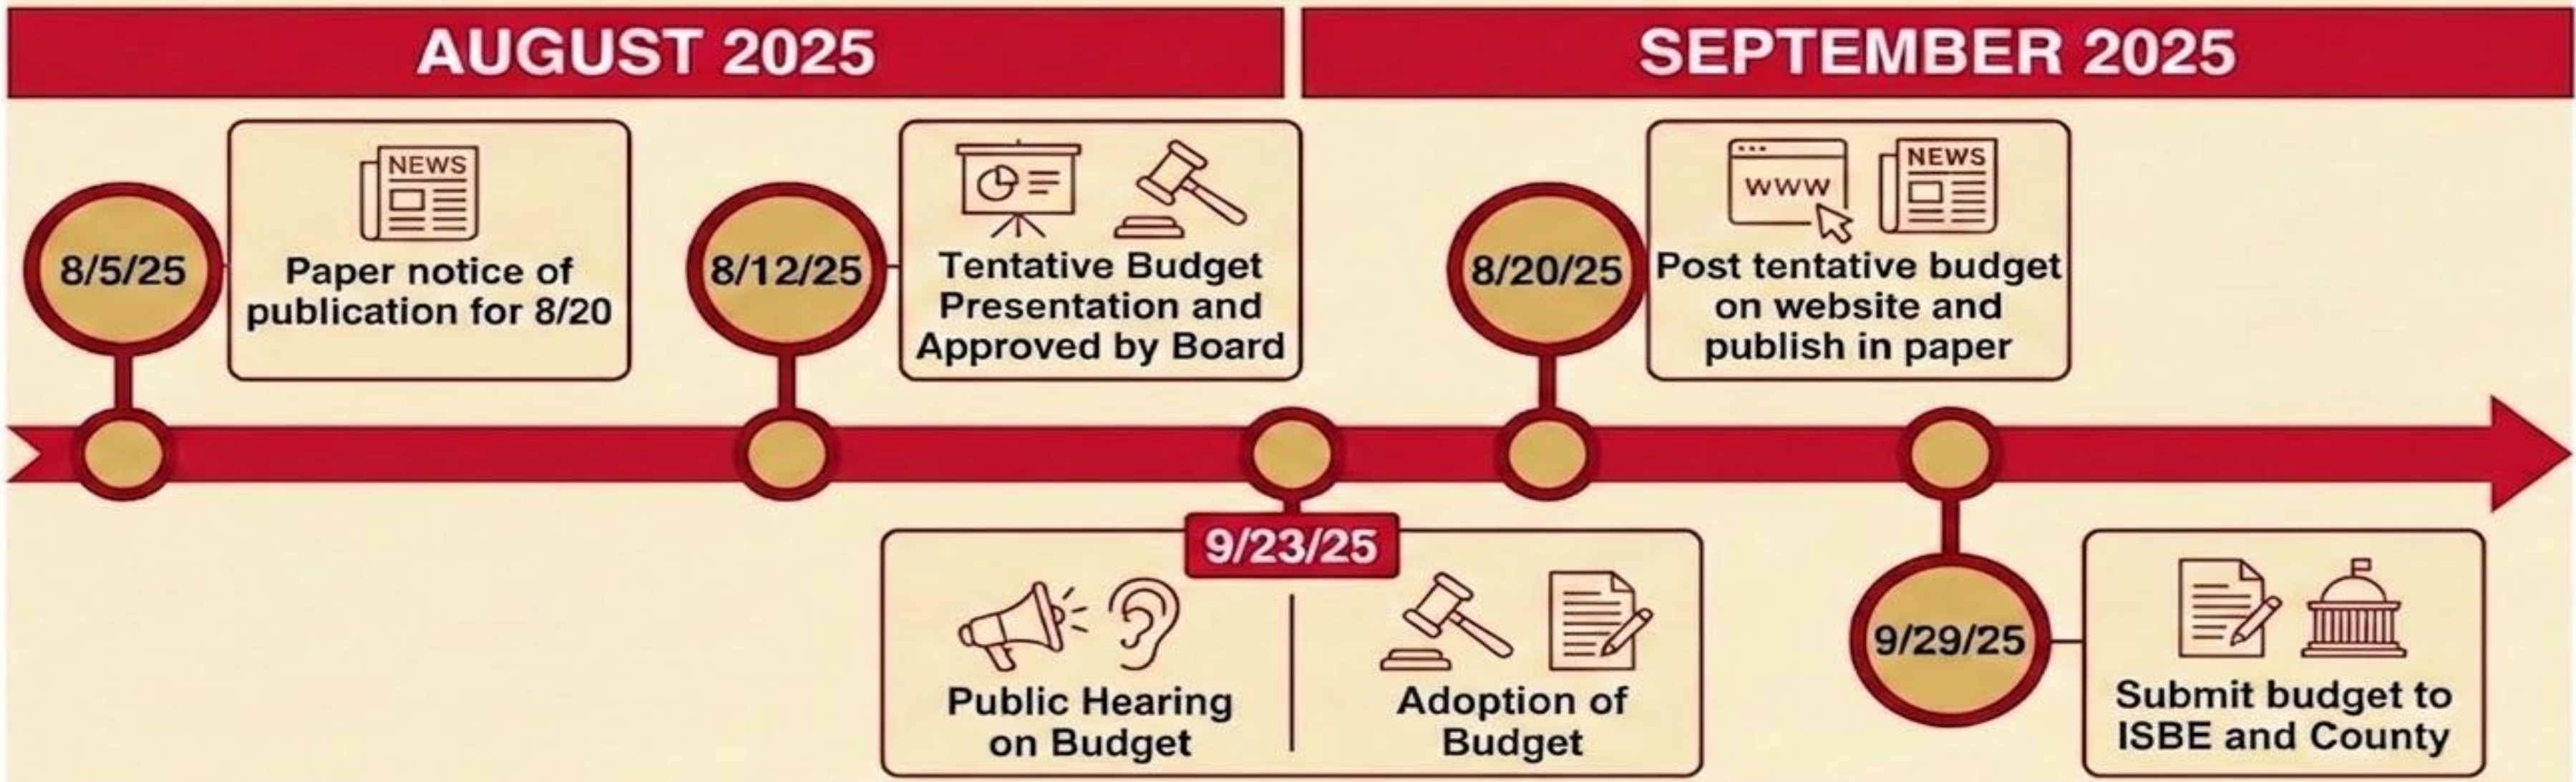 AUGUST 2025
SEPTEMBER 2025
8/5/25
NEWS
Paper notice of
publication for 8/20
8/12/25
Tentative Budget
Presentation and
Approved by Board
8/20/25
www
NEWS
Post tentative budget
on website and
publish in paper
9/23/25
Public Hearing
on Budget
Adoption of
Budget
9/29/25
Submit budget to
ISBE and County